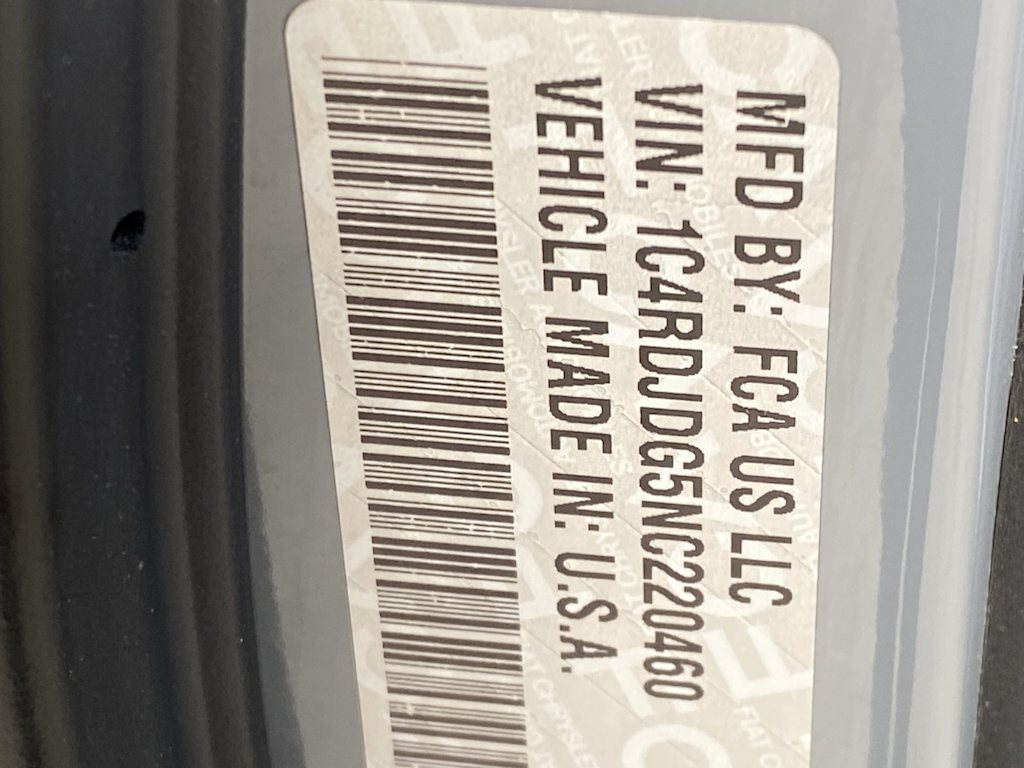 MFD BY: FCA US LLC
VIN: 1C4RDJDG5NC220460
VEHICLE MADE IN: U.S.A.